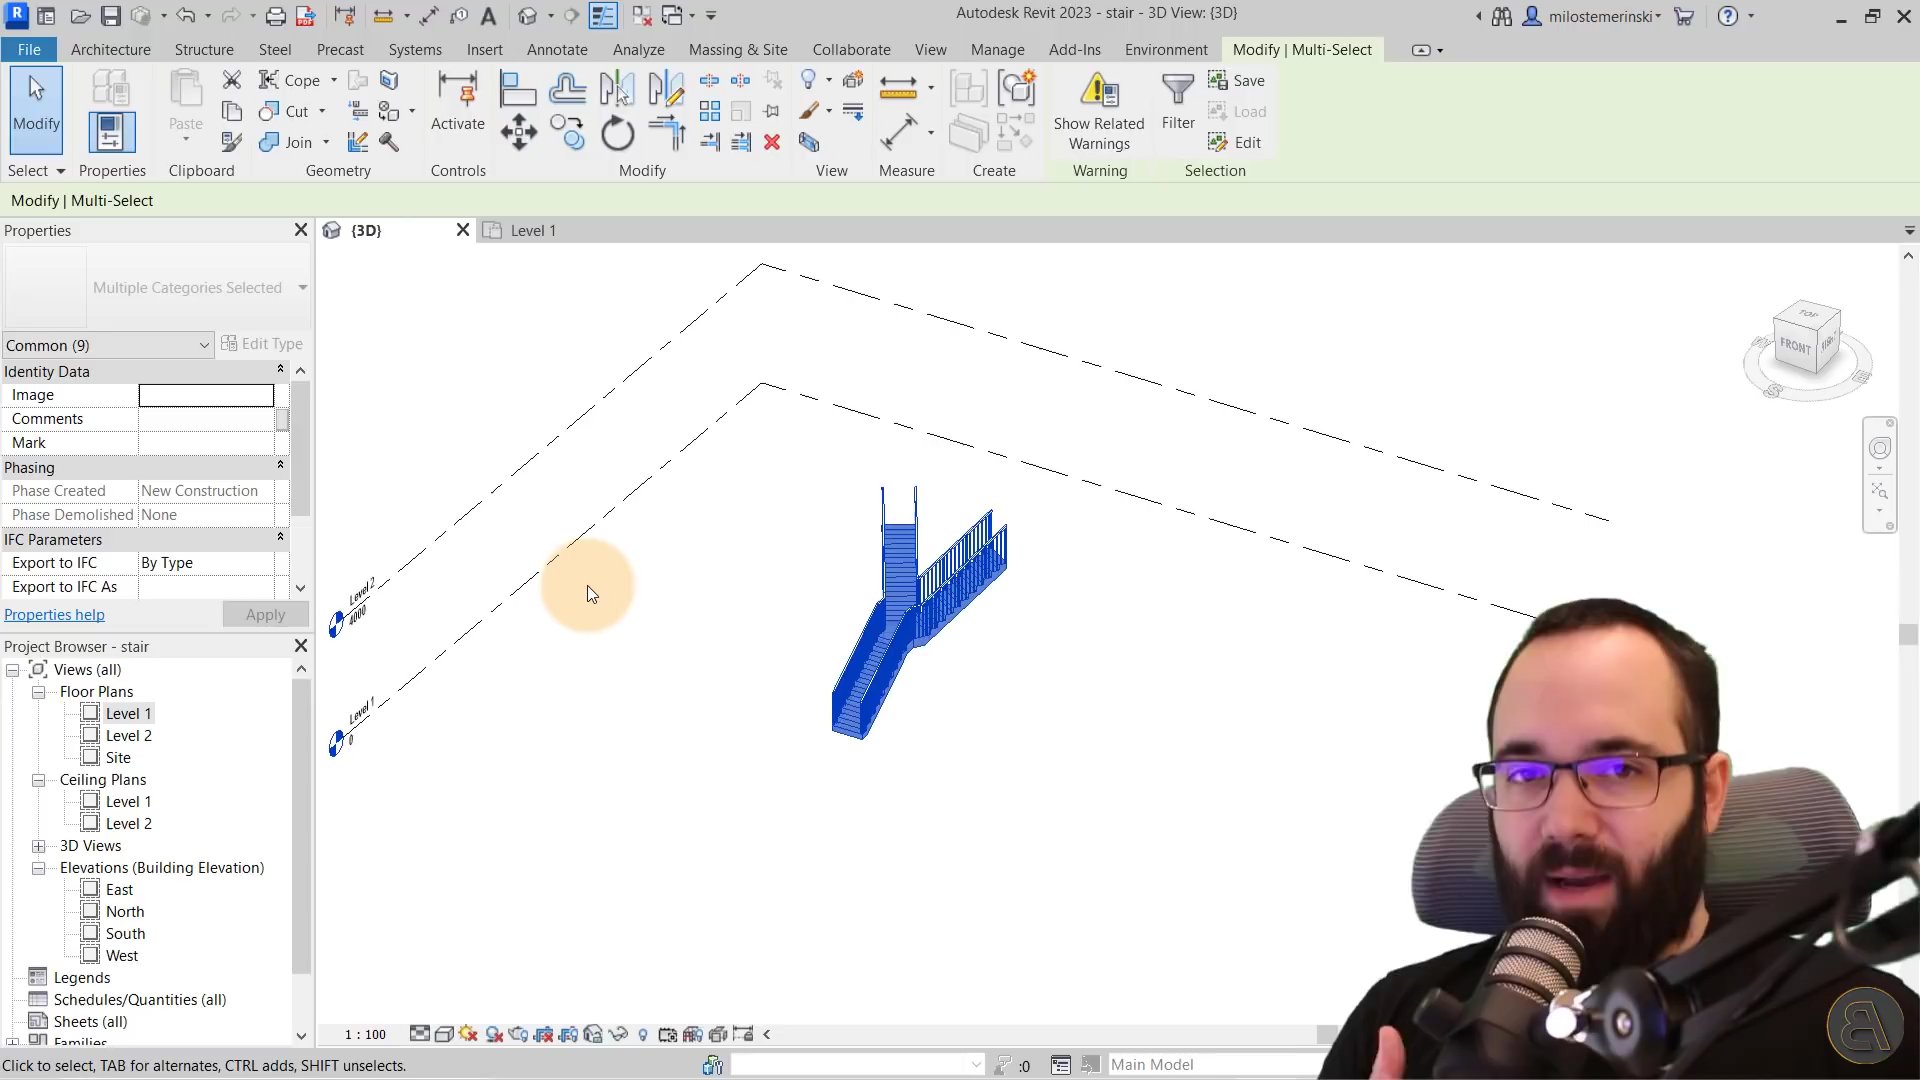 Autodesk Revit 2023 - stair - 3D View: {3D}
milostemerinski
File
Architecture
Structure
Steel
Precast
Systems
Insert
Annotate
Analyze
Massing & Site
Collaborate
View
Manage
Add-Ins
Environment
Modify | Multi-Select
Modify
Paste
Cope
Cut
Join
Activate
Show Related
Warnings
Filter
Save
Load
Edit
Select
Properties
Clipboard
Geometry
Controls
Modify
View
Measure
Create
Warning
Selection
Modify | Multi-Select
Properties
{3D}
Level 1
Multiple Categories Selected
Common (9)
Edit Type
Identity Data
Image
Comments
Mark
Phasing
Phase Created New Construction
Phase Demolished None
IFC Parameters
Export to IFC By Type
Export to IFC As
Properties help
Apply
Project Browser - stair
Views (all)
Floor Plans
Level 1
Level 2
Site
Ceiling Plans
Level 1
Level 2
3D Views
Elevations (Building Elevation)
East
North
South
West
Legends
Schedules/Quantities (all)
Sheets (all)
Families
Level 2
4000
Level 1
0
TOP
FRONT
S
E
1 : 100
Click to select, TAB for alternates, CTRL adds, SHIFT unselects.
:0
Main Model